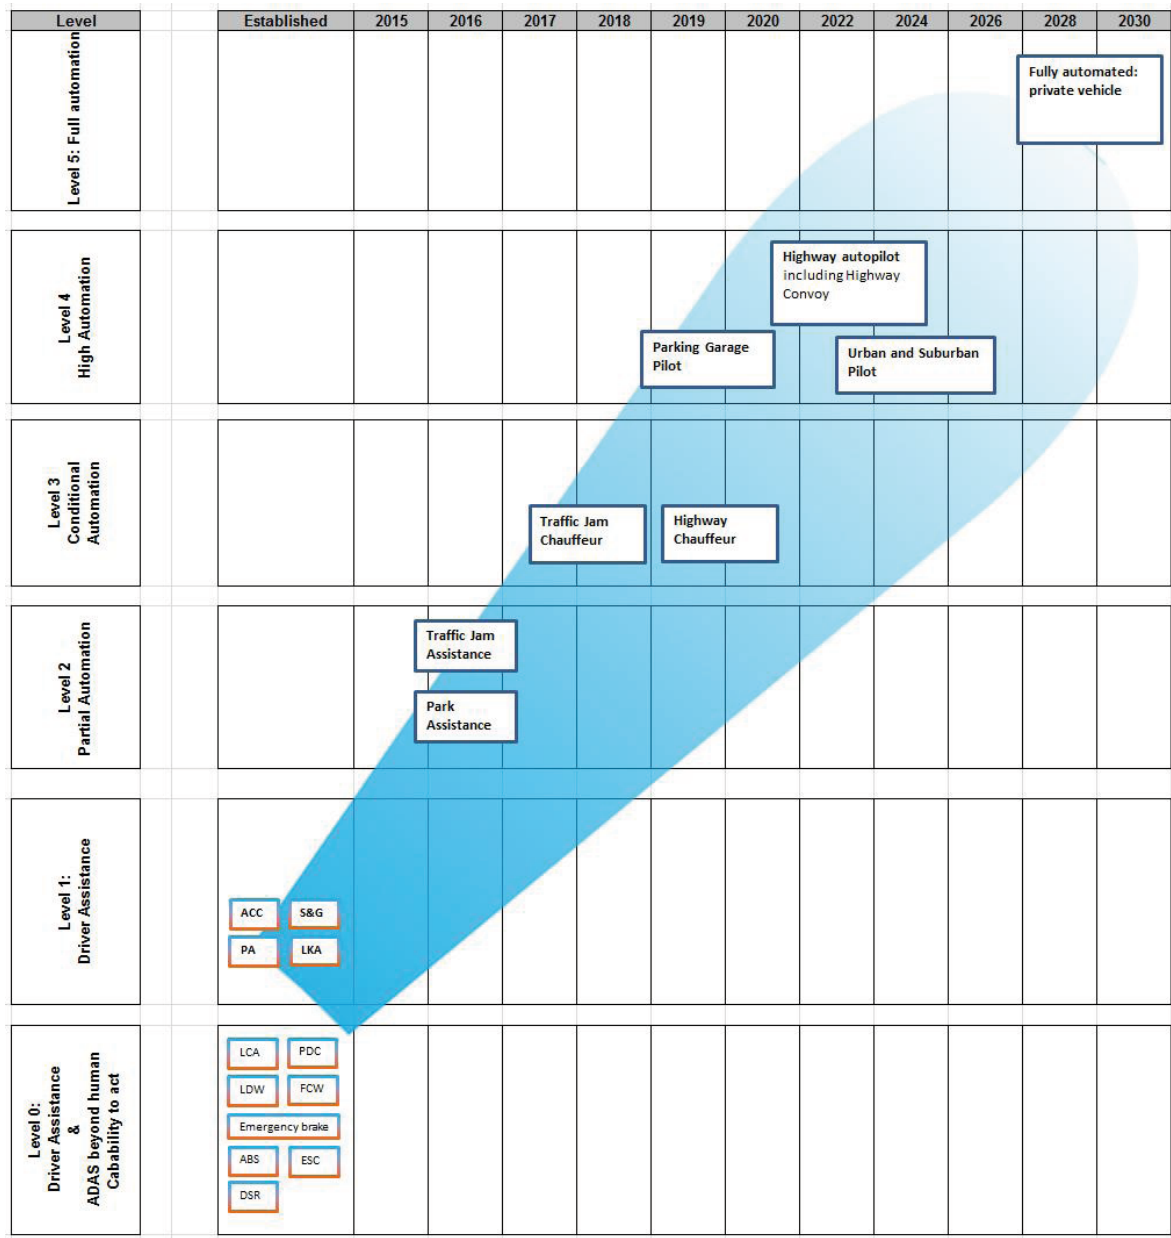 Level Established 2015 2016 2017 2018 2019 2020 2022 2024 2026 2028 2030
Level 5: Full automation
Fully automated:
private vehicle
Level 4
High Automation
Highway autopilot
including Highway
Convoy
Parking Garage
Pilot
Urban and Suburban
Pilot
Level 3
Conditional
Automation
Traffic Jam
Chauffeur
Highway
Chauffeur
Level 2
Partial Automation
Traffic Jam
Assistance
Park
Assistance
Level 1:
Driver Assistance
ACC S&G
PA LKA
Level 0:
Driver Assistance
&
ADAS beyond human
Cabability to act
LCA PDC
LDW FCW
Emergency brake
ABS ESC
DSR